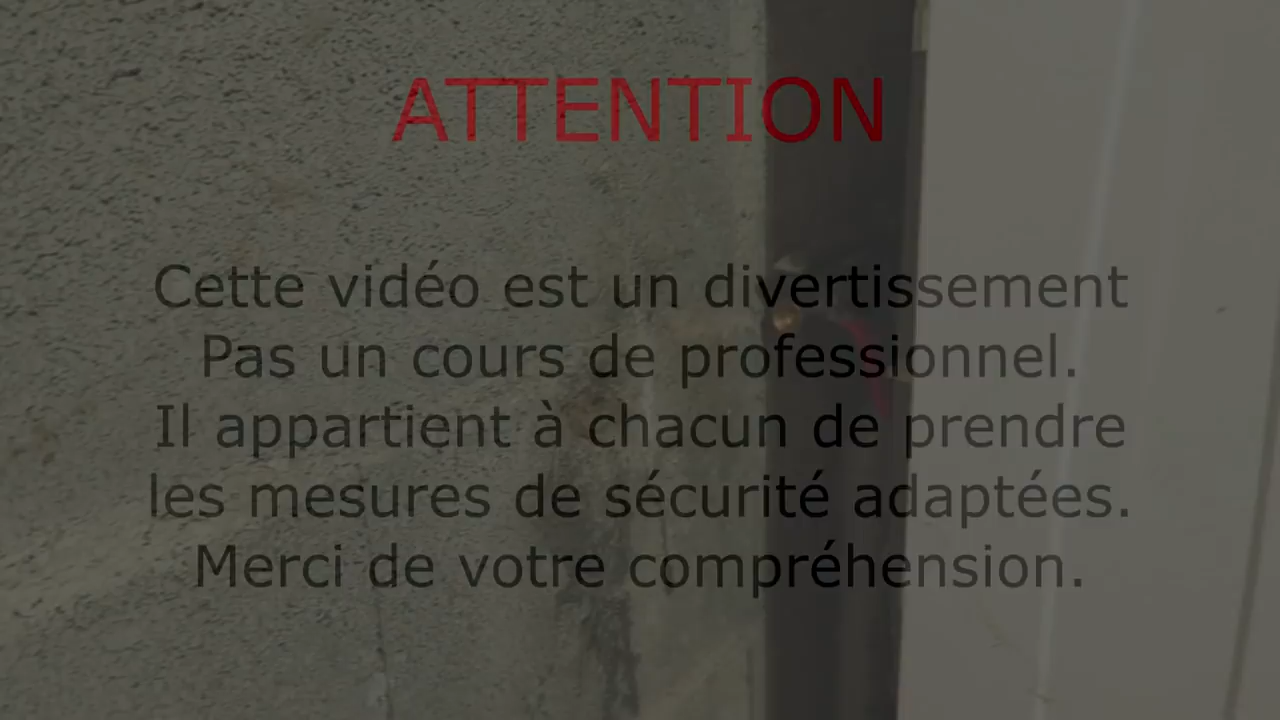 ATTENTION
Cette vidéo est un divertissement
Pas un cours de professionnel.
Il appartient à chacun de prendre
les mesures de sécurité adaptées.
Merci de votre compréhension.